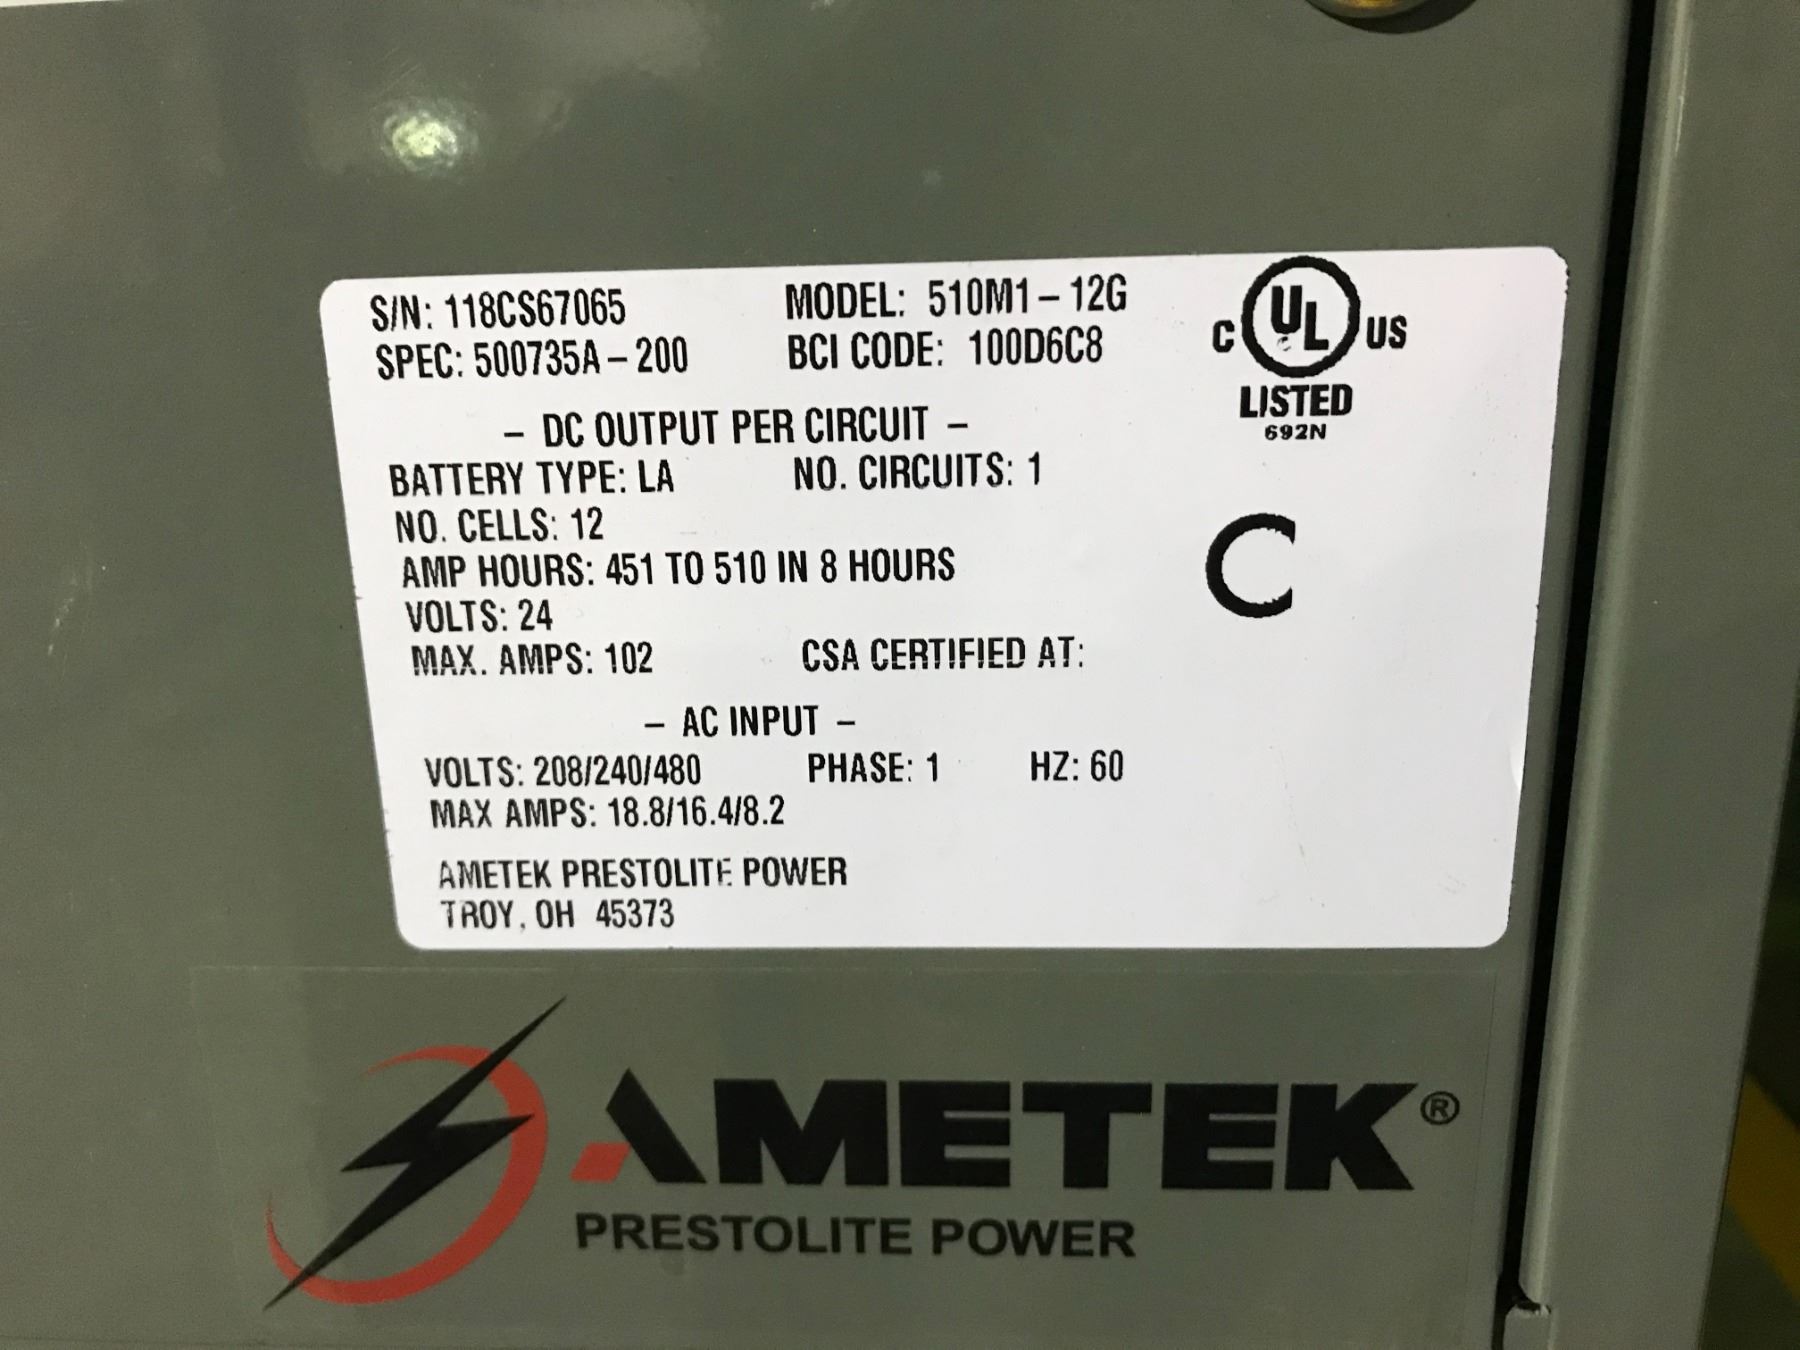 S/N: 118CS67065 MODEL: 510M1-12G
SPEC: 500735A-200 BCI CODE: 100D6C8
C UL US
LISTED
692N
- DC OUTPUT PER CIRCUIT -
BATTERY TYPE: LA NO. CIRCUITS: 1
NO. CELLS: 12
AMP HOURS: 451 TO 510 IN 8 HOURS
C
VOLTS: 24
MAX. AMPS: 102 CSA CERTIFIED AT:
- AC INPUT -
VOLTS: 208/240/480 PHASE: 1 HZ: 60
MAX AMPS: 18.8/16.4/8.2
AMETEK PRESTOLITE POWER
TROY, OH 45373
AMETEK®
PRESTOLITE POWER